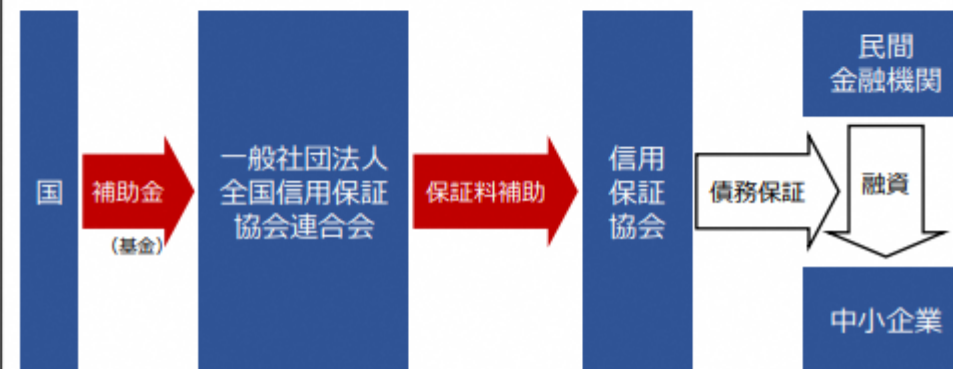 国
補助金
（基金）
一般社団法人
全国信用保証
協会連合会
保証料補助
信用
保証
協会
債務保証
民間
金融機関
融資
中小企業